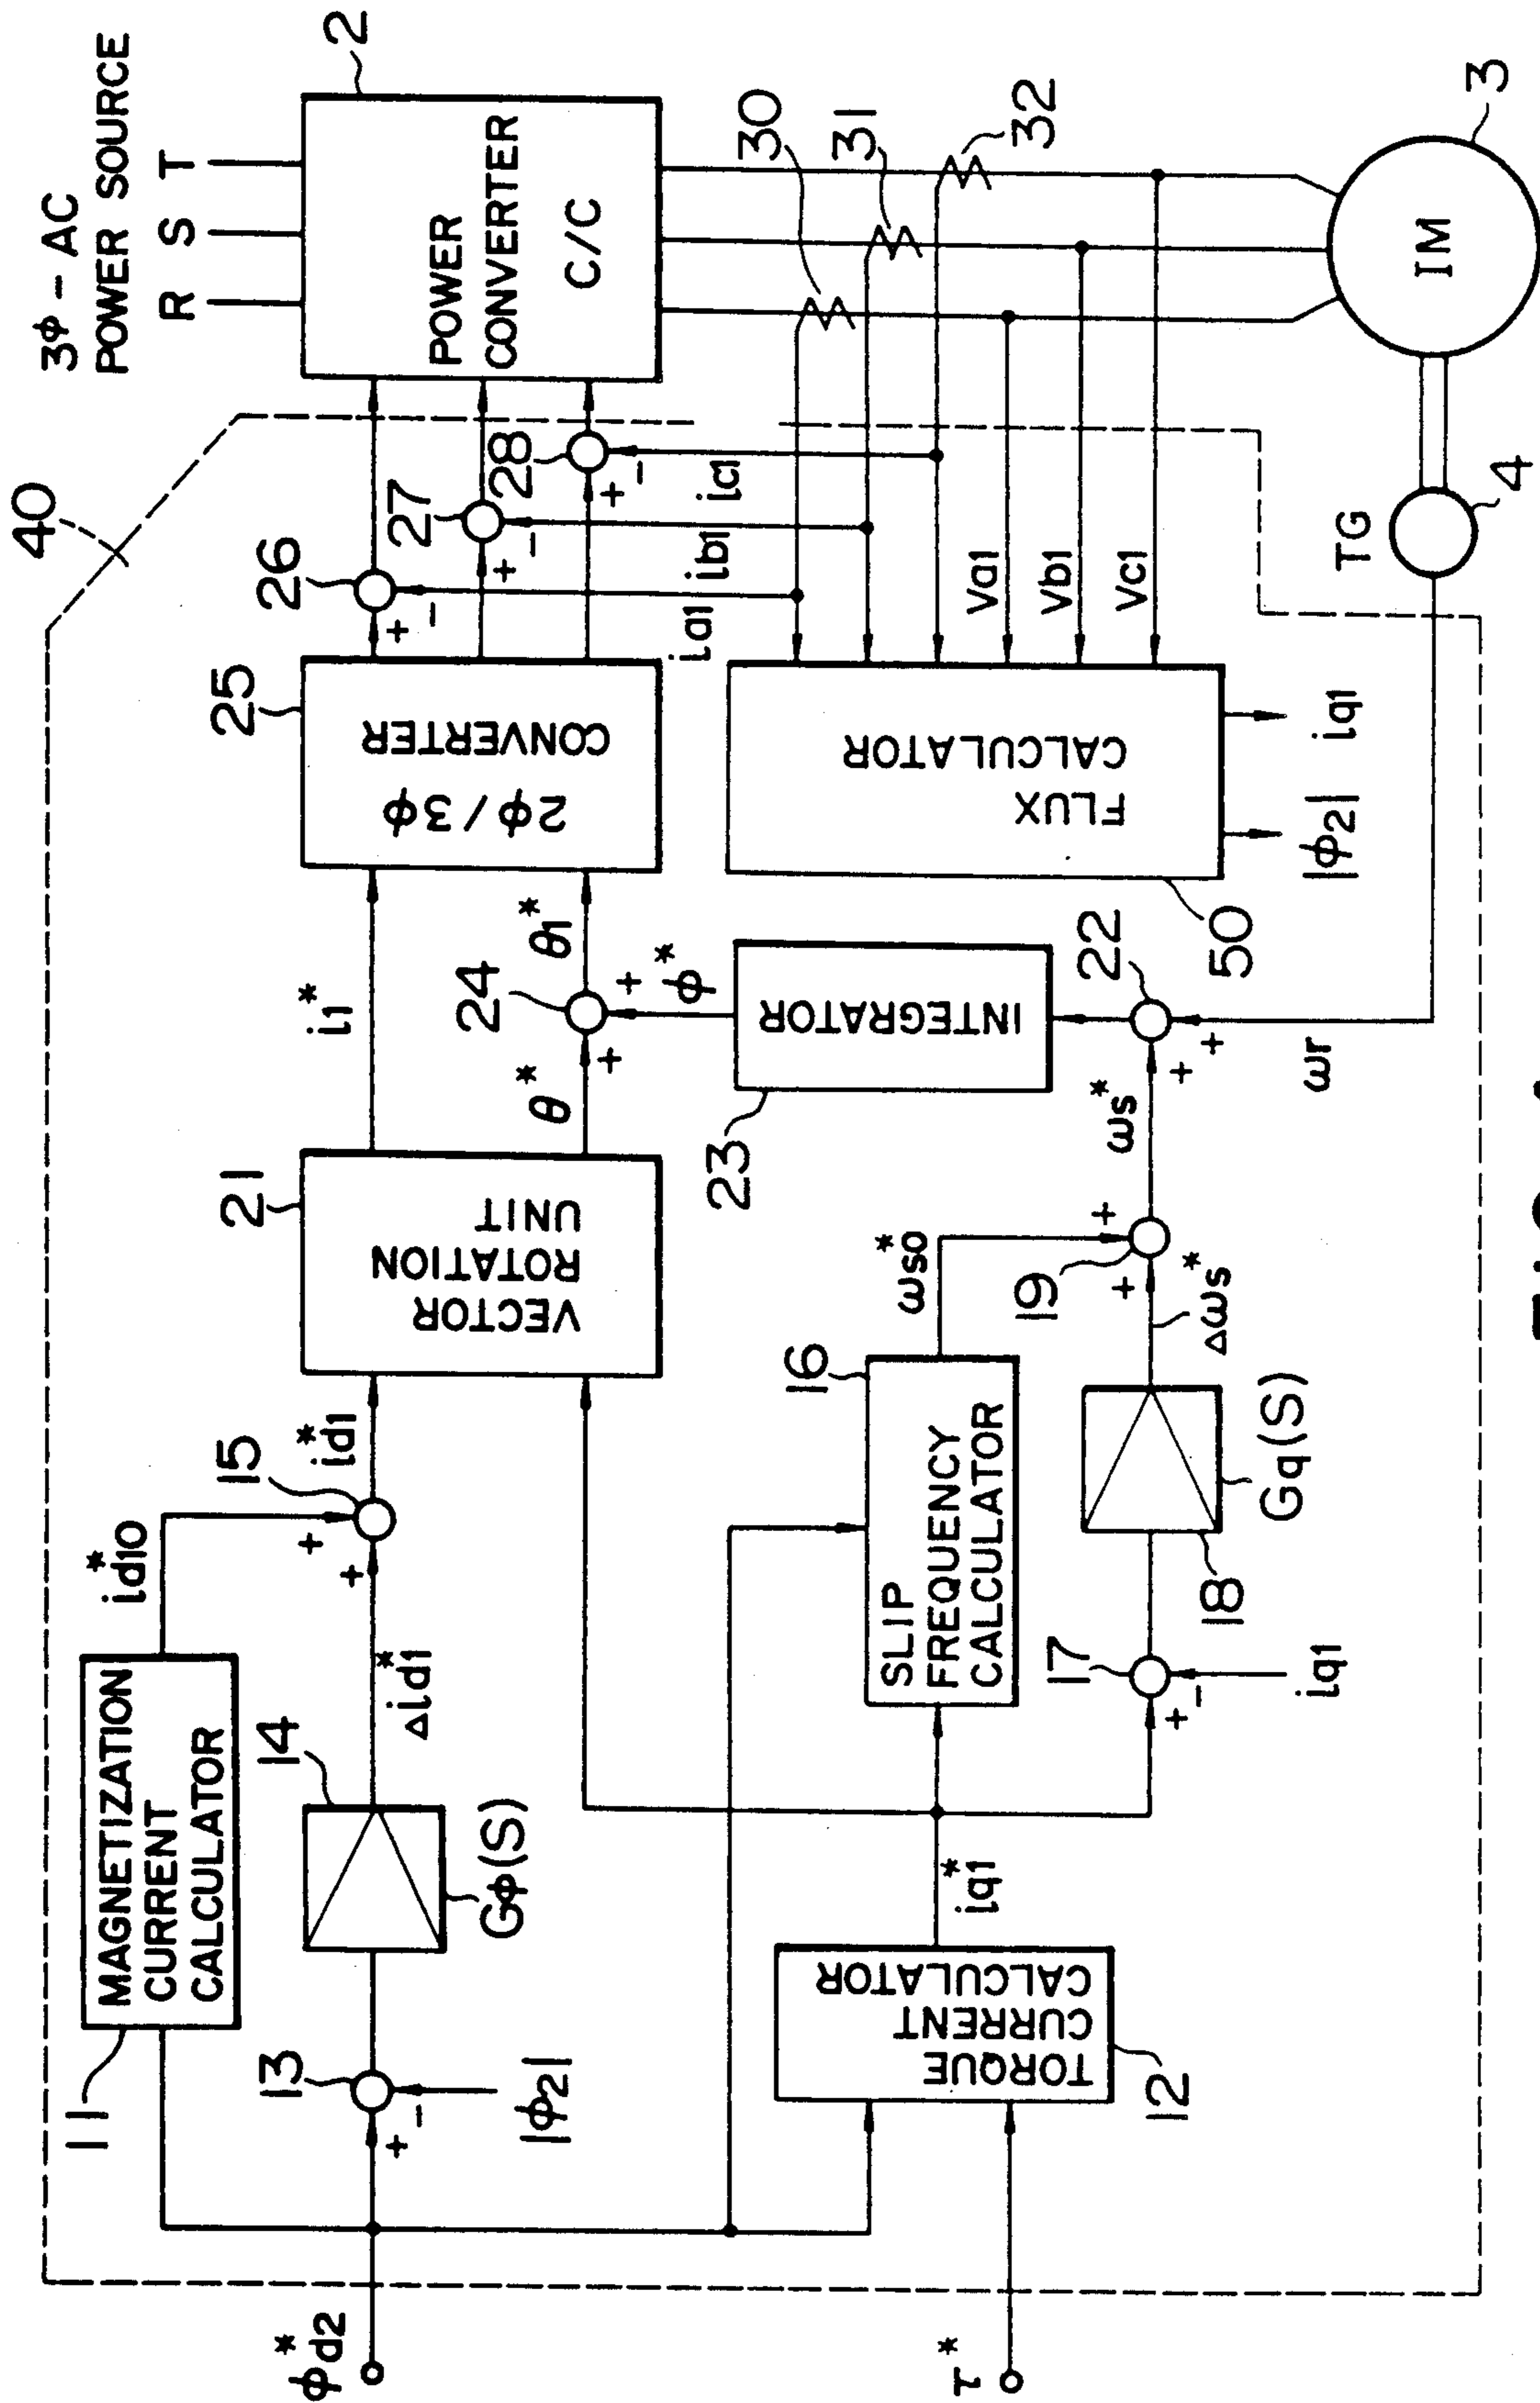 3φ – AC
POWER SOURCE
R S T
2
40
POWER
CONVERTER
C/C
26
27
28
+
-
+
-
+
-
ia1
ib1
ic1
30
31
32
25
2φ/3φ
CONVERTER
i1*
θ1*
24
θ*
+
+
φ*
21
VECTOR
ROTATION
UNIT
id1*
15
id10*
+
+
Δid1*
MAGNETIZATION
CURRENT
CALCULATOR
11
14
Gφ(S)
13
+
-
|φ2|
φd2*
τ*
TORQUE
CURRENT
CALCULATOR
12
iq1*
SLIP
FREQUENCY
CALCULATOR
16
ωso*
17
+
-
iq1
18
Gq(S)
Δωs*
19
+
+
ωs*
22
+
+
ωr
INTEGRATOR
23
FLUX
CALCULATOR
50
Va1
Vb1
Vc1
|φ2|
iq1
TG
4
IM
3